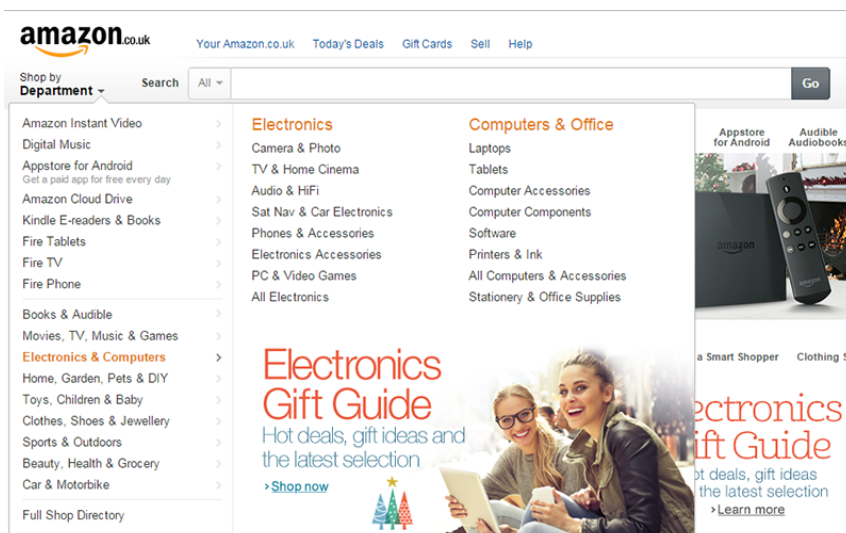 amazon.co.uk
Your Amazon.co.uk Today's Deals Gift Cards Sell Help
Shop by
Department
Search
All
Go
Amazon Instant Video
Digital Music
Appstore for Android
Get a paid app for free every day
Amazon Cloud Drive
Kindle E-readers & Books
Fire Tablets
Fire TV
Fire Phone
Books & Audible
Movies, TV, Music & Games
Electronics & Computers
Home, Garden, Pets & DIY
Toys, Children & Baby
Clothes, Shoes & Jewellery
Sports & Outdoors
Beauty, Health & Grocery
Car & Motorbike
Full Shop Directory
Electronics
Camera & Photo
TV & Home Cinema
Audio & HiFi
Sat Nav & Car Electronics
Phones & Accessories
Electronics Accessories
PC & Video Games
All Electronics
Computers & Office
Laptops
Tablets
Computer Accessories
Computer Components
Software
Printers & Ink
All Computers & Accessories
Stationery & Office Supplies
Electronics
Gift Guide
Hot deals, gift ideas and
the latest selection
›Shop now
Appstore
for Android
Audible
Audiobooks
amazon
amazon
a Smart Shopper Clothing S
ectronics
ift Guide
ot deals, gift ideas
the latest selection
›Learn more